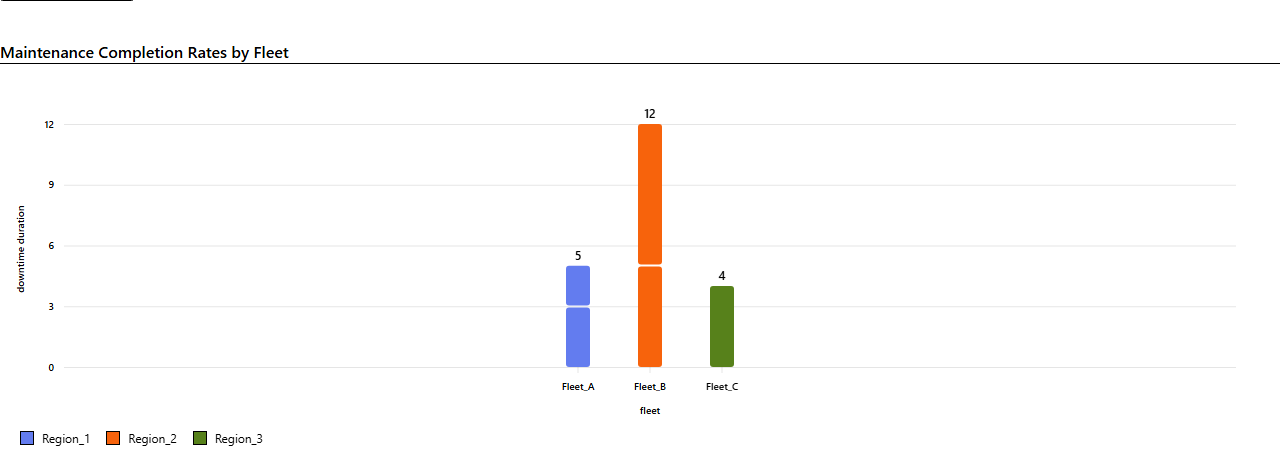 Maintenance Completion Rates by Fleet
12
12
9
downtime duration
6
5
4
3
0
Fleet_A Fleet_B Fleet_C
fleet
Region_1 Region_2 Region_3